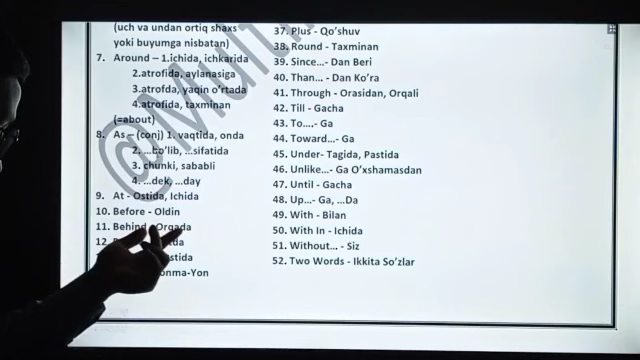 (uch va undan ortiq shaxs
yoki buyumga nisbatan)
7. Around – 1.ichida, ichkarida
2.atrofida, aylanasiga
3.atrofda, yaqin o'rtada
4.atrofida, taxminan
(=about)
8. As – (conj) 1. vaqtida, onda
2. ...bo'lib, ...sifatida
3. chunki, sababli
4. ...dek, ...day
9. At - Ostida, Ichida
10. Before - Oldin
11. Behind - Orqada
12.
37. Plus - Qo'shuv
38. Round - Taxminan
39. Since...- Dan Beri
40. Than...- Dan Ko'ra
41. Through - Orasidan, Orqali
42. Till - Gacha
43. To....- Ga
44. Toward...- Ga
45. Under- Tagida, Pastida
46. Unlike...- Ga O'xshamasdan
47. Until - Gacha
48. Up...- Ga, ...Da
49. With - Bilan
50. With In - Ichida
51. Without... - Siz
52. Two Words - Ikkita So'zlar